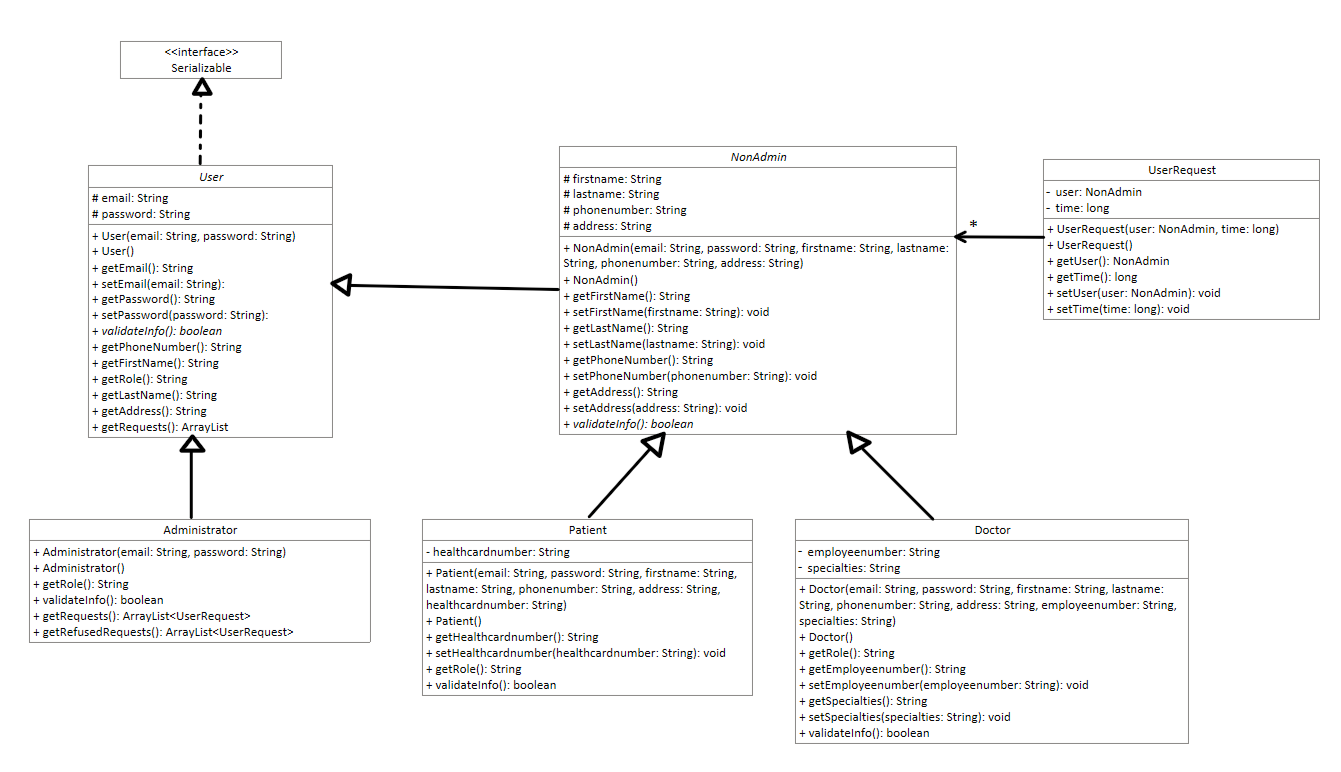 <<interface>>
Serializable
User
# email: String
# password: String
+ User(email: String, password: String)
+ User()
+ getEmail(): String
+ setEmail(email: String):
+ getPassword(): String
+ setPassword(password: String):
+ validateInfo(): boolean
+ getPhoneNumber(): String
+ getFirstName(): String
+ getRole(): String
+ getLastName(): String
+ getAddress(): String
+ getRequests(): ArrayList
NonAdmin
# firstname: String
# lastname: String
# phonenumber: String
# address: String
+ NonAdmin(email: String, password: String, firstname: String, lastname:
String, phonenumber: String, address: String)
+ NonAdmin()
+ getFirstName(): String
+ setFirstName(firstname: String): void
+ getLastName(): String
+ setLastName(lastname: String): void
+ getPhoneNumber(): String
+ setPhoneNumber(phonenumber: String): void
+ getAddress(): String
+ setAddress(address: String): void
+ validateInfo(): boolean
*
UserRequest
- user: NonAdmin
- time: long
+ UserRequest(user: NonAdmin, time: long)
+ UserRequest()
+ getUser(): NonAdmin
+ getTime(): long
+ setUser(user: NonAdmin): void
+ setTime(time: long): void
Administrator
+ Administrator(email: String, password: String)
+ Administrator()
+ getRole(): String
+ validateInfo(): boolean
+ getRequests(): ArrayList<UserRequest>
+ getRefusedRequests(): ArrayList<UserRequest>
Patient
- healthcardnumber: String
+ Patient(email: String, password: String, firstname: String,
lastname: String, phonenumber: String, address: String,
healthcardnumber: String)
+ Patient()
+ getHealthcardnumber(): String
+ setHealthcardnumber(healthcardnumber: String): void
+ getRole(): String
+ validateInfo(): boolean
Doctor
- employeenumber: String
- specialties: String
+ Doctor(email: String, password: String, firstname: String, lastname:
String, phonenumber: String, address: String, employeenumber: String,
specialties: String)
+ Doctor()
+ getRole(): String
+ getEmployeenumber(): String
+ setEmployeenumber(employeenumber: String): void
+ getSpecialties(): String
+ setSpecialties(specialties: String): void
+ validateInfo(): boolean